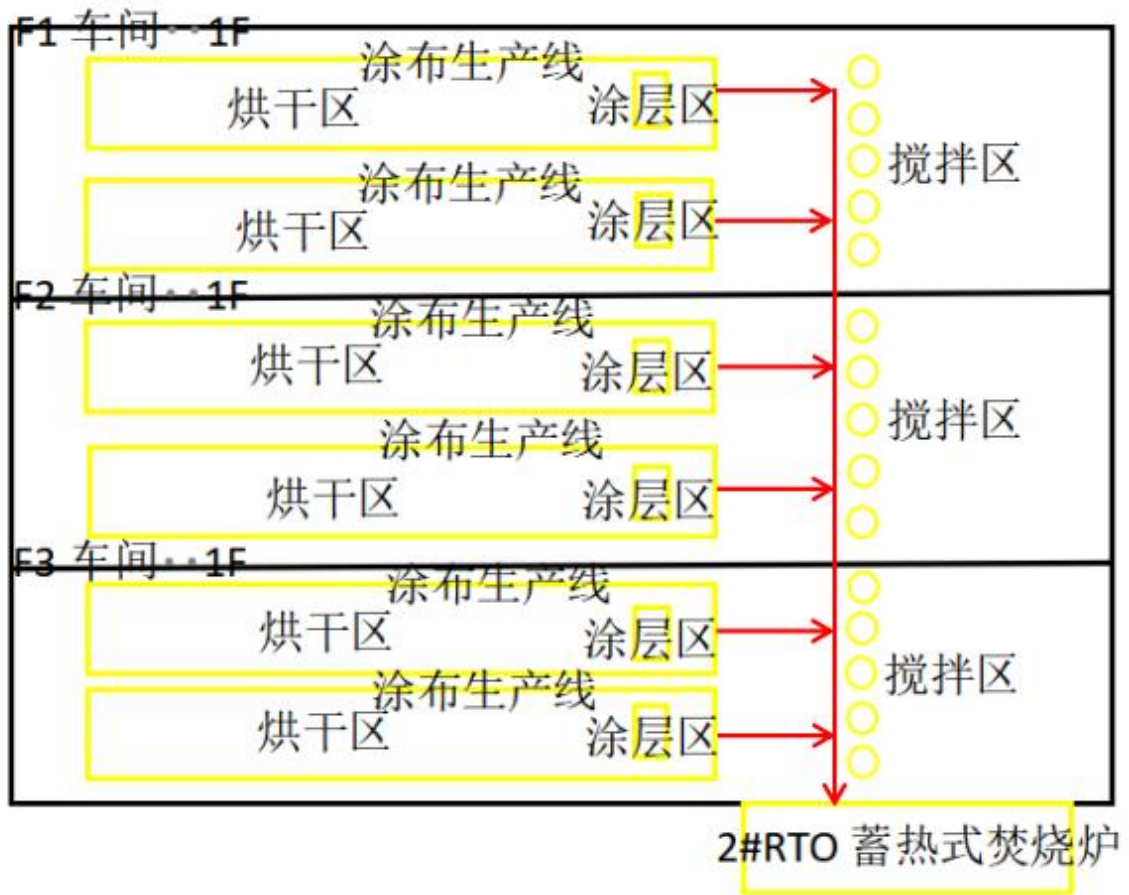 F1 车间··1F
涂布生产线
烘干区
涂层区
搅拌区
涂布生产线
烘干区
涂层区
F2 车间··1F
涂布生产线
烘干区
涂层区
搅拌区
涂布生产线
烘干区
涂层区
F3 车间··1F
涂布生产线
烘干区
涂层区
搅拌区
涂布生产线
烘干区
涂层区
2#RTO 蓄热式焚烧炉